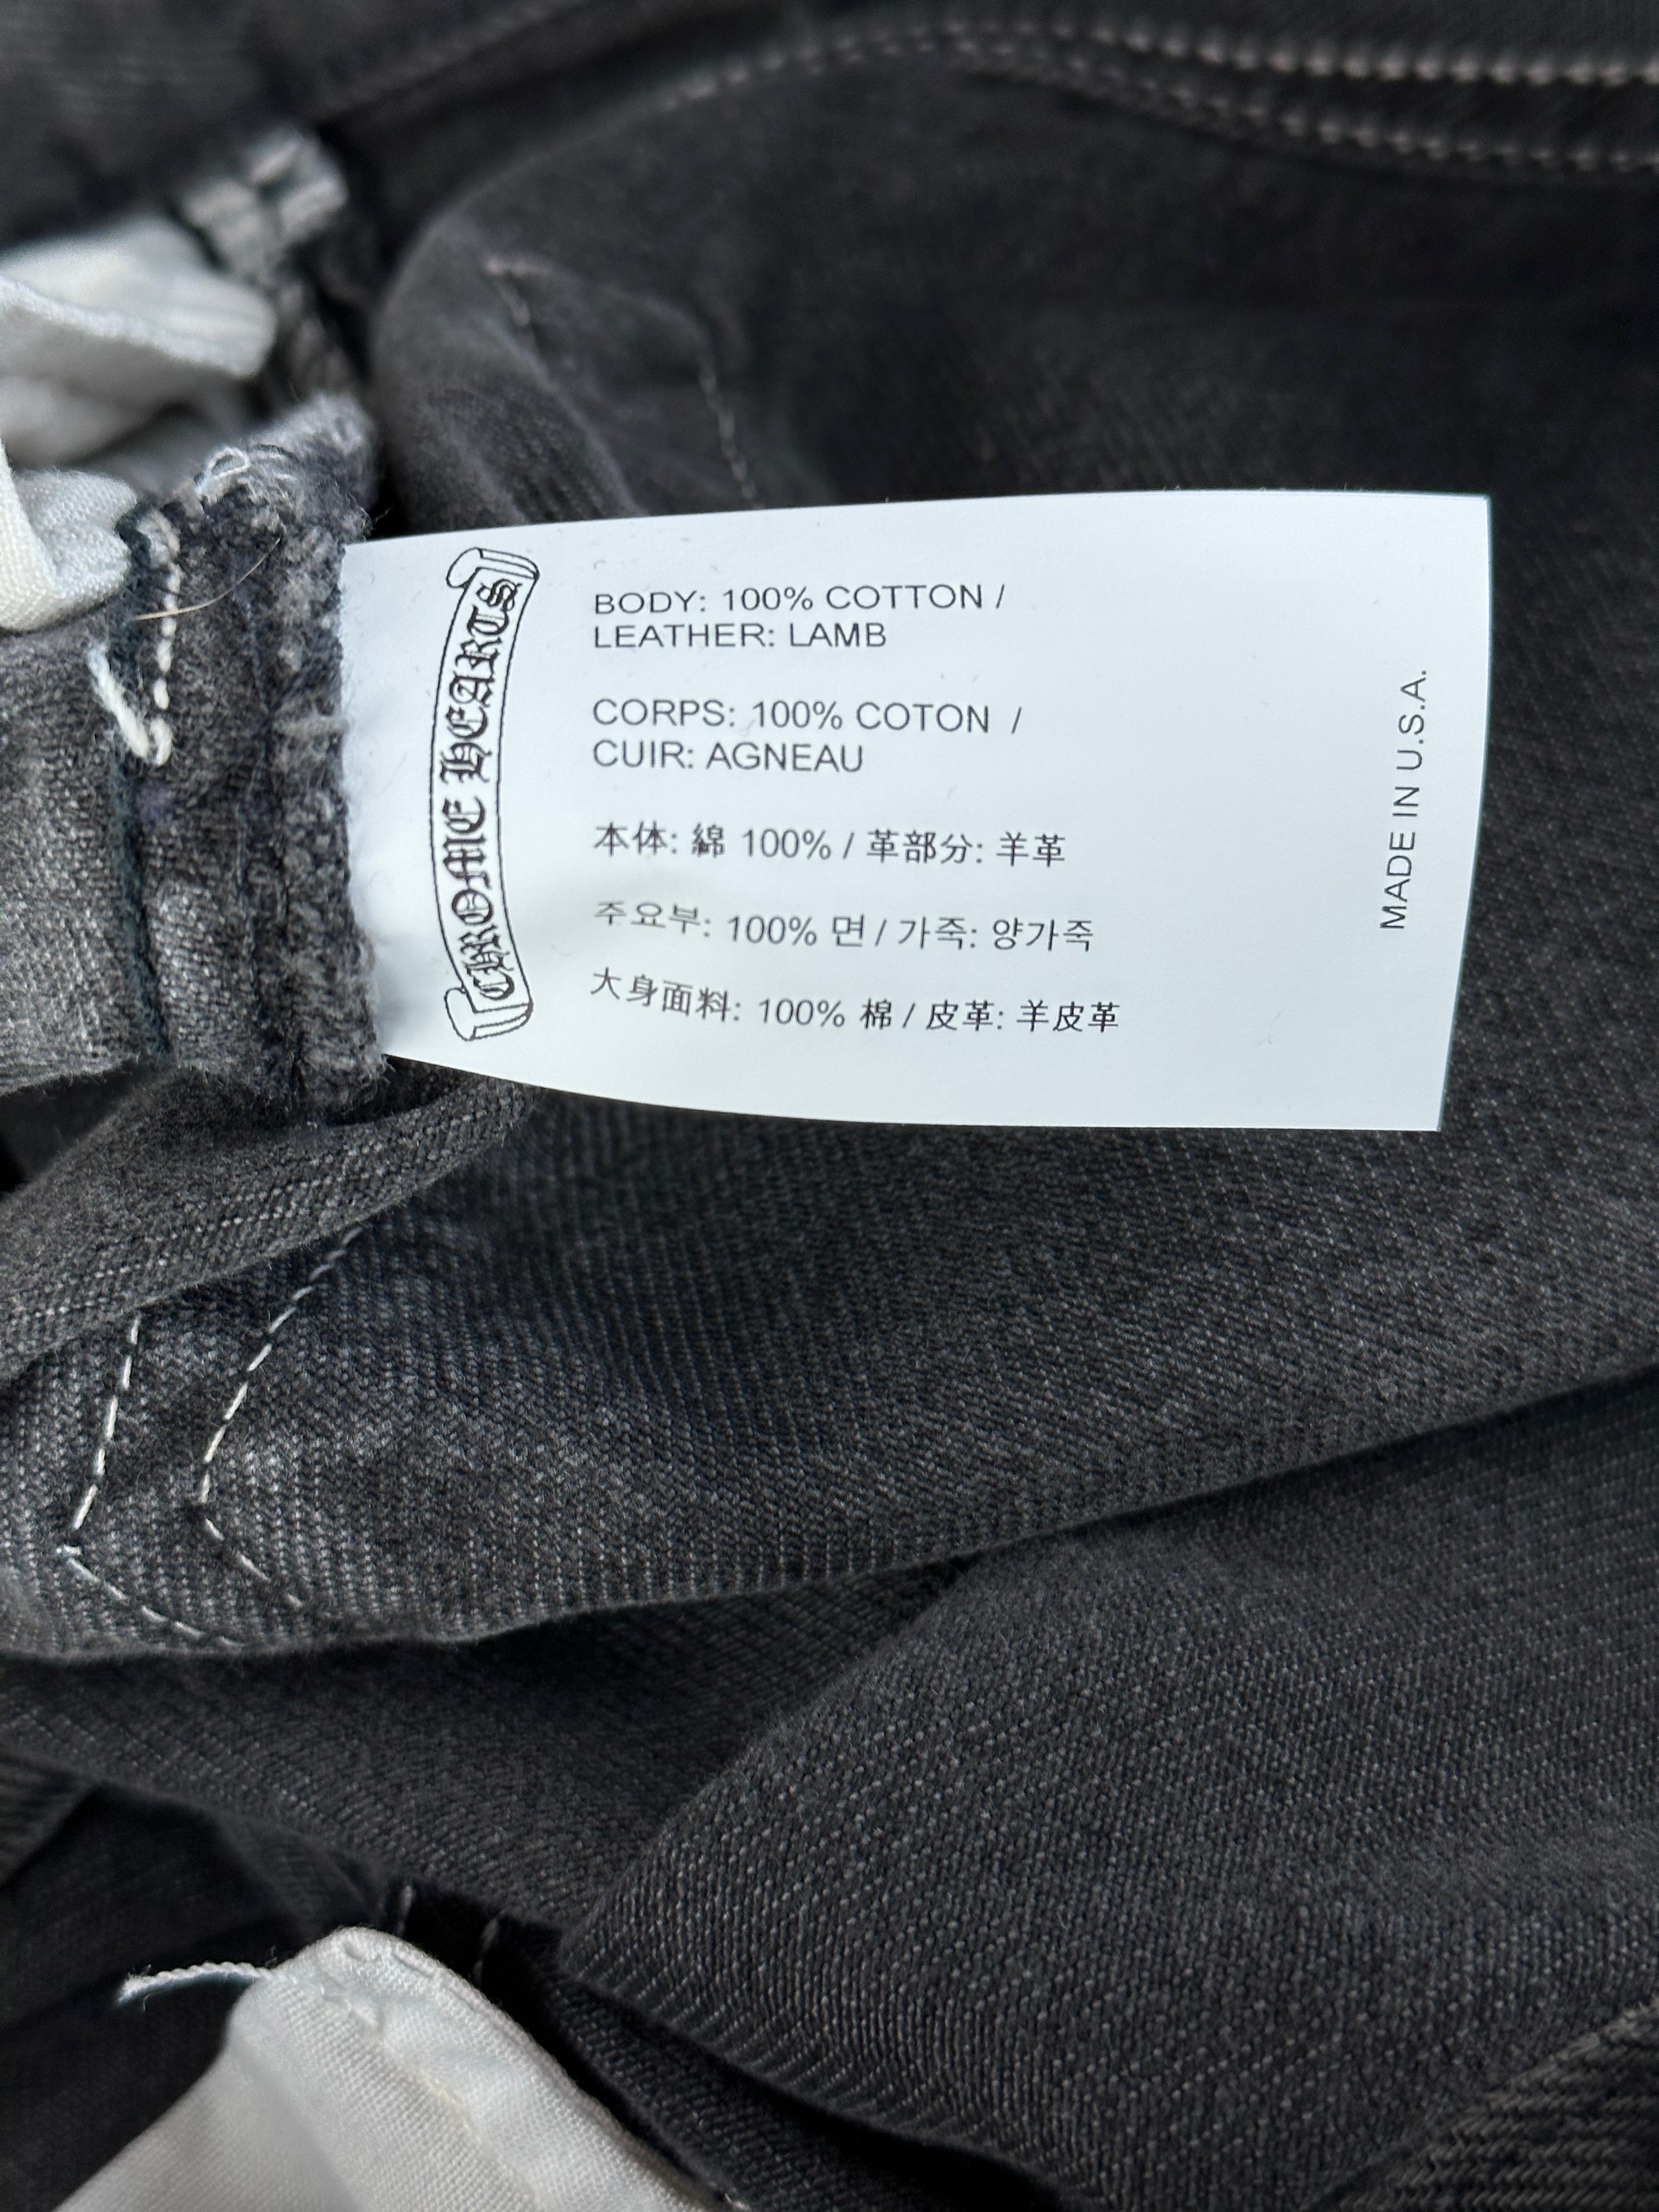 CHROME HEARTS
BODY: 100% COTTON /
LEATHER: LAMB
CORPS: 100% COTON /
CUIR: AGNEAU
本体: 綿 100% / 革部分: 羊革
주요부: 100% 면 / 가죽: 양가죽
大身面料: 100% 棉 / 皮革: 羊皮革
MADE IN U.S.A.